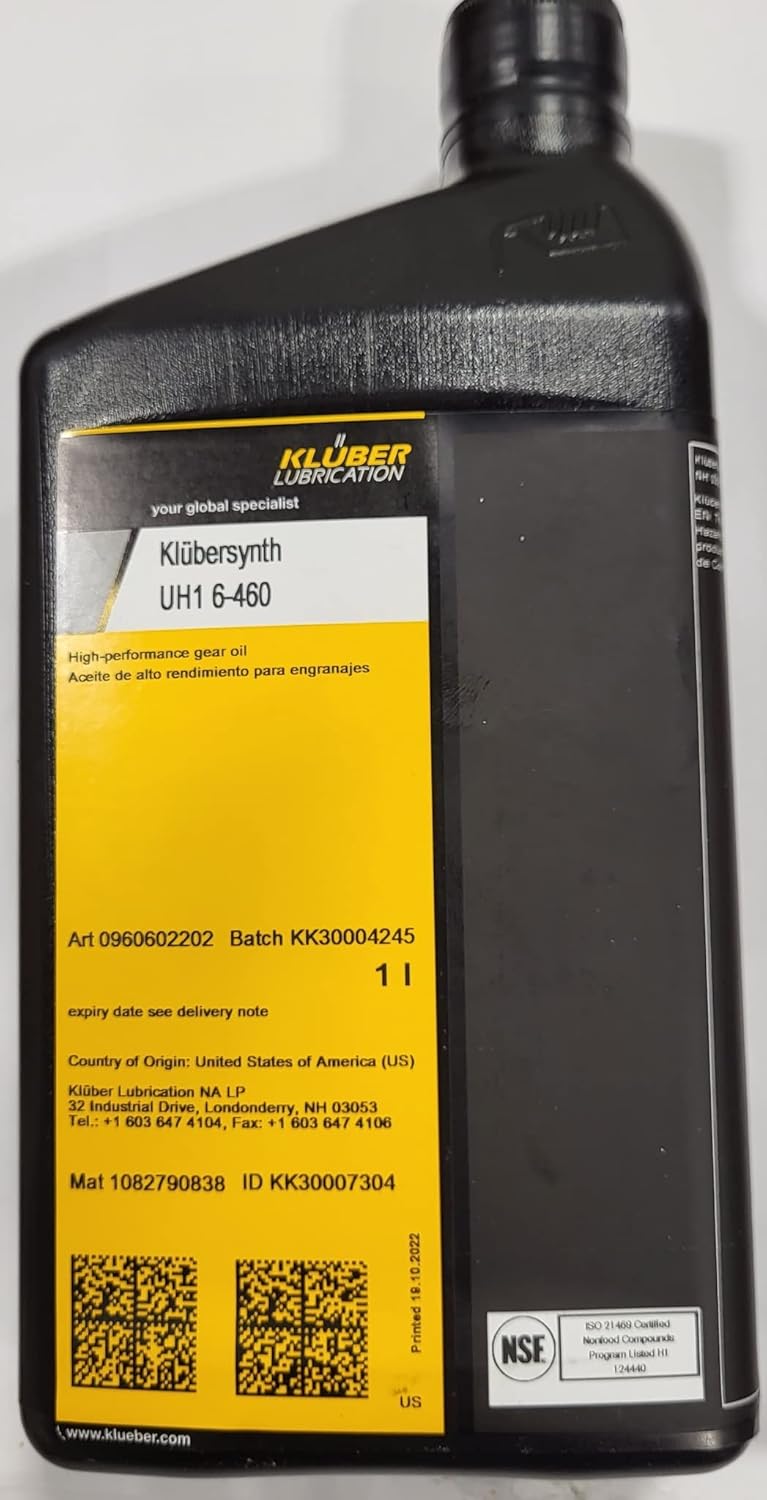 KLÜBER
LUBRICATION
your global specialist
Klübersynth
UH1 6-460
High-performance gear oil
Aceite de alto rendimiento para engranajes
Art 0960602202 Batch KK30004245
1 l
expiry date see delivery note
Country of Origin: United States of America (US)
Klüber Lubrication NA LP
32 Industrial Drive, Londonderry, NH 03053
Tel.: +1 603 647 4104, Fax: +1 603 647 4106
Mat 1082790838 ID KK30007304
Printed 19.10.2022
US
www.klueber.com
NSF
ISO 21469 Certified
Nonfood Compounds
Program Listed H1
124440